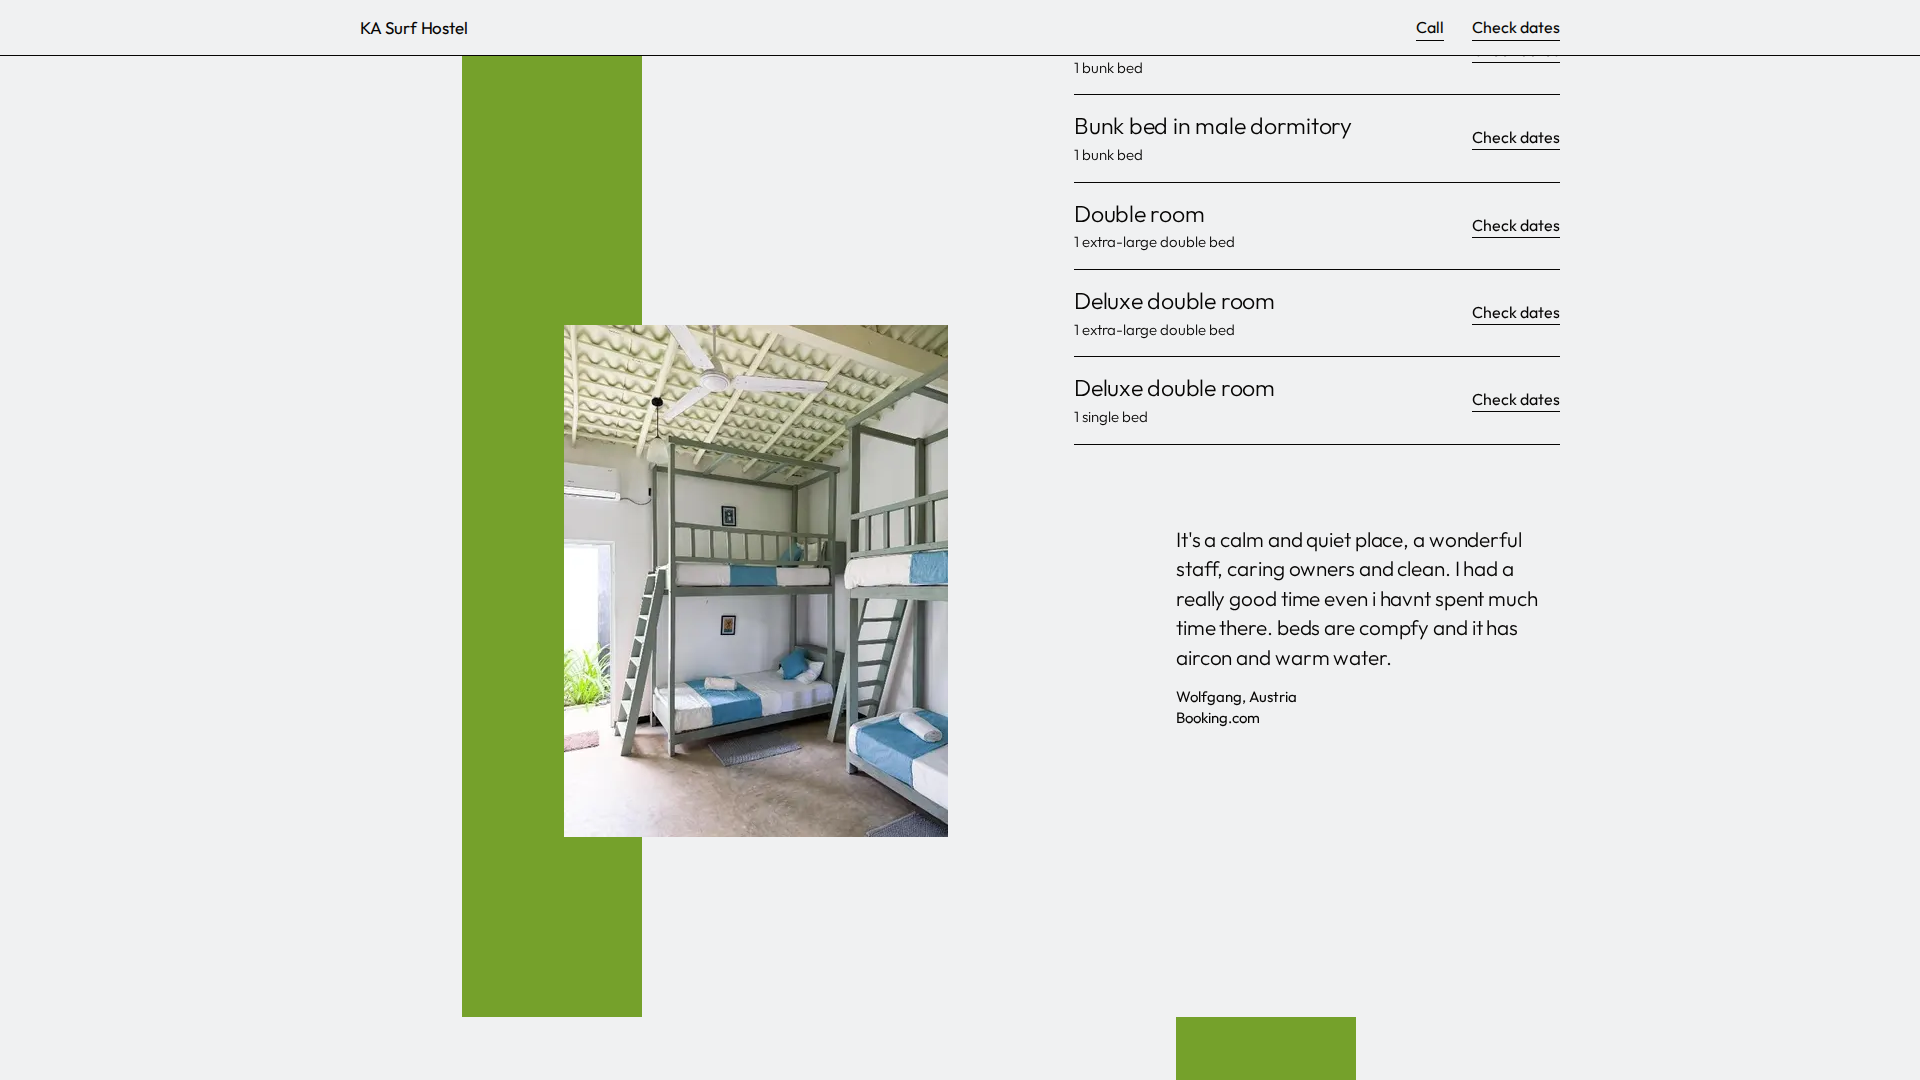 KA Surf Hostel
Call
Check dates
1 bunk bed
Bunk bed in male dormitory
1 bunk bed
Check dates
Double room
1 extra-large double bed
Check dates
Deluxe double room
1 extra-large double bed
Check dates
Deluxe double room
1 single bed
Check dates
It's a calm and quiet place, a wonderful
staff, caring owners and clean. I had a
really good time even i havnt spent much
time there. beds are compfy and it has
aircon and warm water.
Wolfgang, Austria
Booking.com